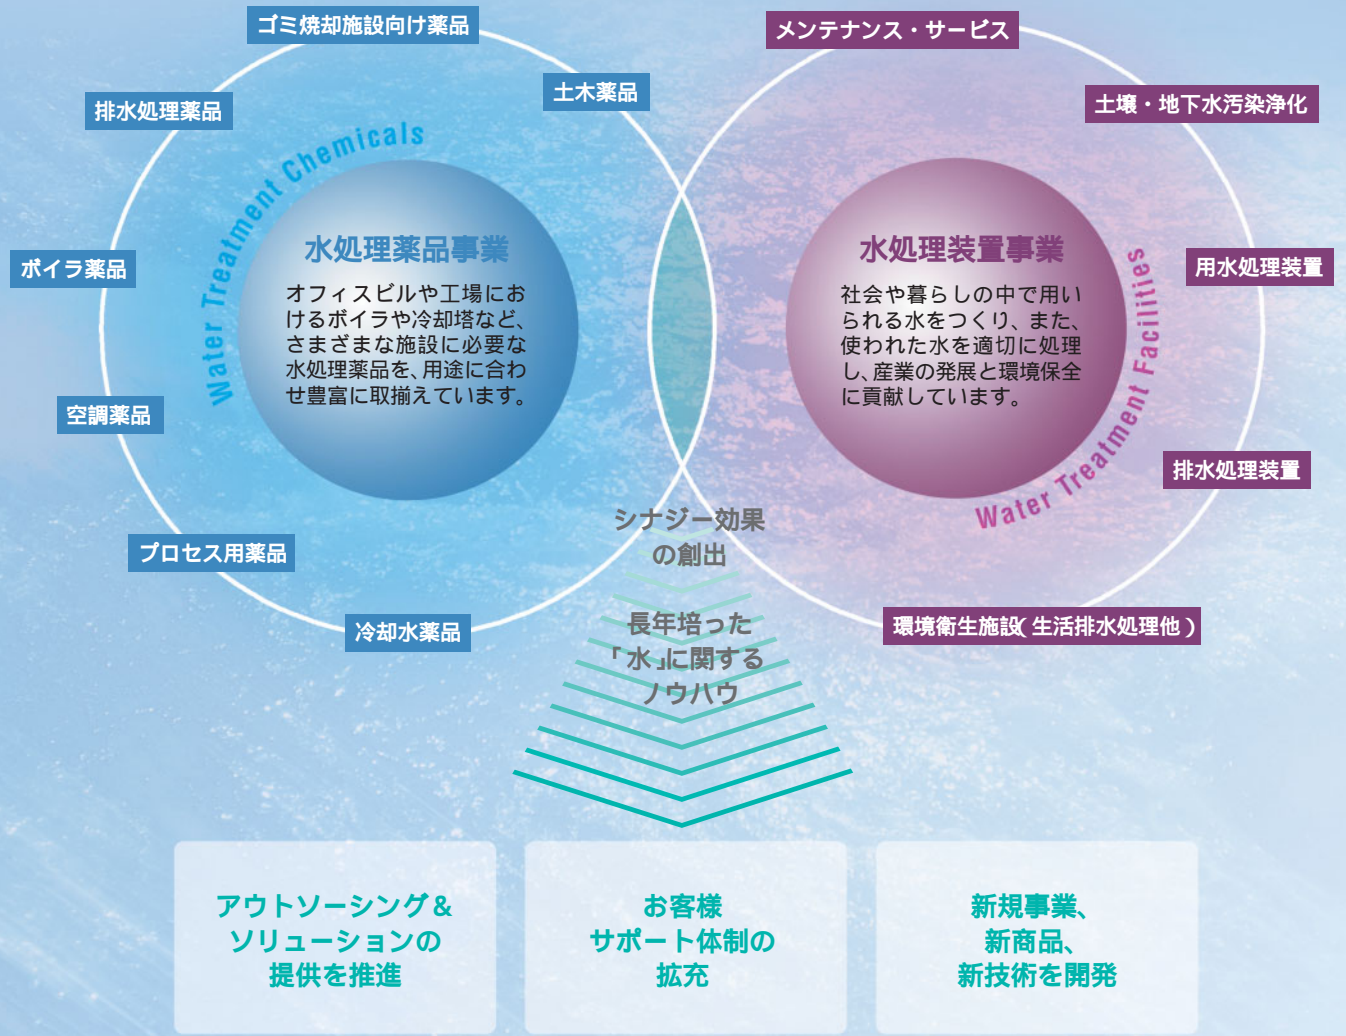 ゴミ焼却施設向け薬品
土木薬品
排水処理薬品
Water Treatment Chemicals
水処理薬品事業
オフィスビルや工場にお
けるボイラや冷却塔など、
さまざまな施設に必要な
水処理薬品を、用途に合わ
せ豊富に取揃えています。
ボイラ薬品
空調薬品
プロセス用薬品
冷却水薬品
メンテナンス・サービス
土壌・地下水汚染浄化
水処理装置事業
社会や暮らしの中で用い
られる水をつくり、また、
使われた水を適切に処理
し、産業の発展と環境保全
に貢献しています。
Water Treatment Facilities
用水処理装置
排水処理装置
環境衛生施設(生活排水処理他)
シナジー効果
の創出
長年培った
「水」に関する
ノウハウ
アウトソーシング&
ソリューションの
提供を推進
お客様
サポート体制の
拡充
新規事業、
新商品、
新技術を開発